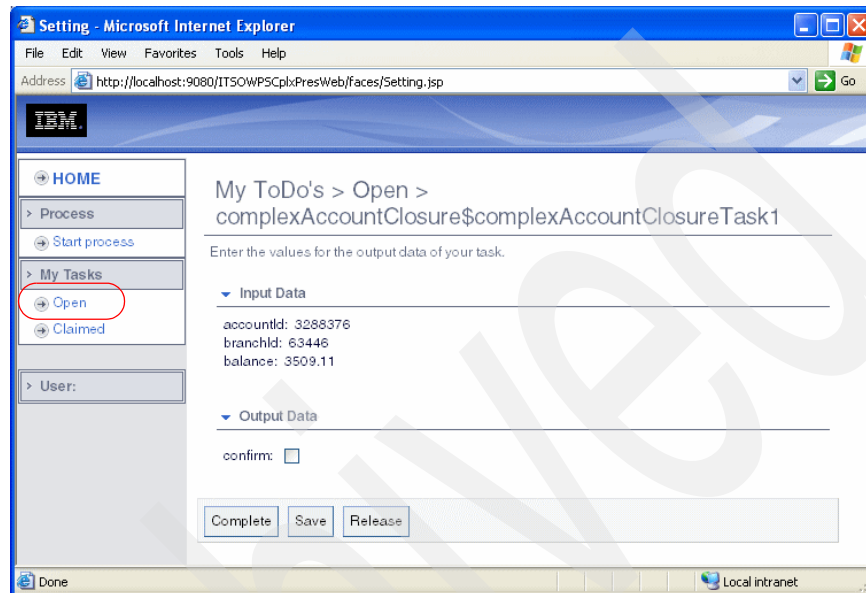 Setting - Microsoft Internet Explorer
File Edit View Favorites Tools Help
Address http://localhost:9080/ITSOWPSCplxPresWeb/faces/Setting.jsp Go
IBM.
HOME
> Process
Start process
> My Tasks
Open
Claimed
> User:
My ToDo's > Open >
complexAccountClosure$complexAccountClosureTask1
Enter the values for the output data of your task.
Input Data
accountId: 3288376
branchId: 63446
balance: 3509.11
Output Data
confirm:
Complete Save Release
Done Local intranet